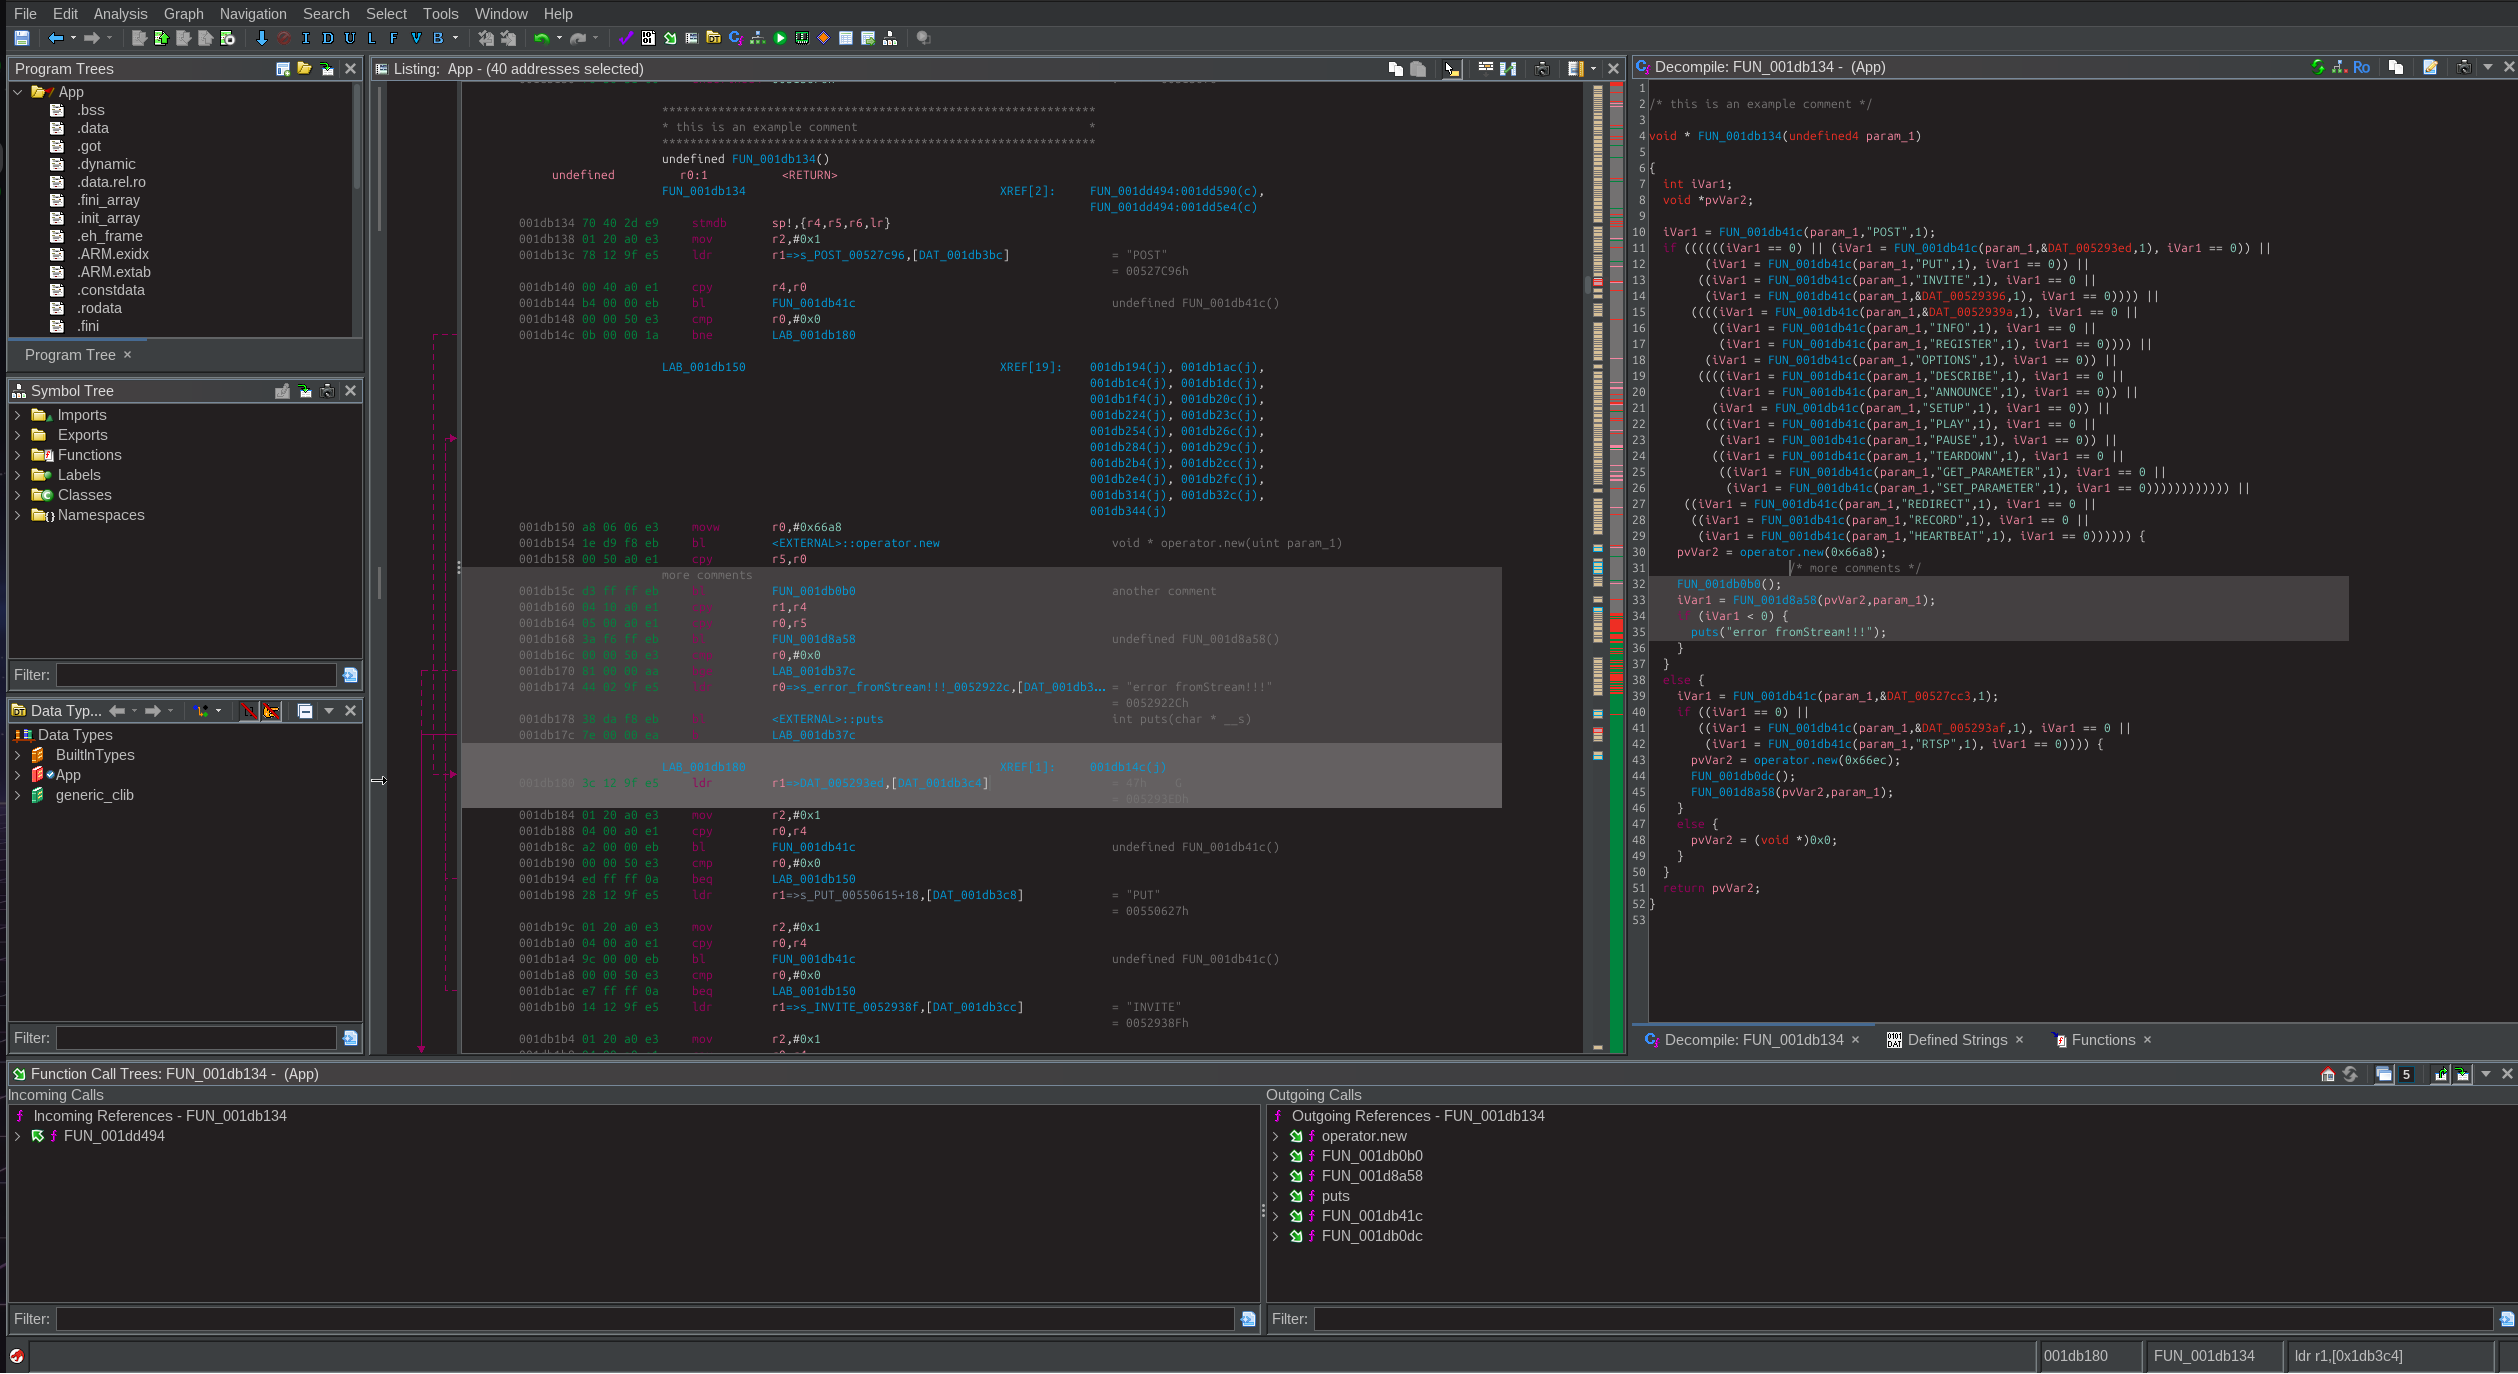 File Edit Analysis Graph Navigation Search Select Tools Window Help
I D U L F V B
Program Trees
App
.bss
.data
.got
.dynamic
.data.rel.ro
.fini_array
.init_array
.eh_frame
.ARM.exidx
.ARM.extab
.constdata
.rodata
.fini
Program Tree ×
Symbol Tree
Imports
Exports
Functions
Labels
Classes
Namespaces
Filter:
Data Typ...
Data Types
BuiltInTypes
App
generic_clib
Filter:
Listing: App - (40 addresses selected)
**************************************************************
* this is an example comment *
**************************************************************
undefined FUN_001db134()
undefined r0:1 <RETURN>
FUN_001db134 XREF[2]: FUN_001dd494:001dd590(c),
FUN_001dd494:001dd5e4(c)
001db134 70 40 2d e9 stmdb sp!,{r4,r5,r6,lr}
001db138 01 20 a0 e3 mov r2,#0x1
001db13c 78 12 9f e5 ldr r1=>s_POST_00527c96,[DAT_001db3bc] = "POST"
= 00527C96h
001db140 00 40 a0 e1 cpy r4,r0
001db144 b4 00 00 eb bl FUN_001db41c undefined FUN_001db41c()
001db148 00 00 50 e3 cmp r0,#0x0
001db14c 0b 00 00 1a bne LAB_001db180
LAB_001db150 XREF[19]: 001db194(j), 001db1ac(j),
001db1c4(j), 001db1dc(j),
001db1f4(j), 001db20c(j),
001db224(j), 001db23c(j),
001db254(j), 001db26c(j),
001db284(j), 001db29c(j),
001db2b4(j), 001db2cc(j),
001db2e4(j), 001db2fc(j),
001db314(j), 001db32c(j),
001db344(j)
001db150 a8 06 06 e3 movw r0,#0x66a8
001db154 1e d9 f8 eb bl <EXTERNAL>::operator.new void * operator.new(uint param_1)
001db158 00 50 a0 e1 cpy r5,r0
more comments
001db15c d3 ff ff eb bl FUN_001db0b0 another comment
001db160 04 10 a0 e1 cpy r1,r4
001db164 05 00 a0 e1 cpy r0,r5
001db168 3a f6 ff eb bl FUN_001d8a58 undefined FUN_001d8a58()
001db16c 00 00 50 e3 cmp r0,#0x0
001db170 81 00 00 aa bge LAB_001db37c
001db174 44 02 9f e5 ldr r0=>s_error_fromStream!!!_0052922c,[DAT_001db3... = "error fromStream!!!"
= 0052922Ch
001db178 38 da f8 eb bl <EXTERNAL>::puts int puts(char * __s)
001db17c 7e 00 00 ea b LAB_001db37c
LAB_001db180 XREF[1]: 001db14c(j)
001db180 3c 12 9f e5 ldr r1=>DAT_005293ed,[DAT_001db3c4] = 47h G
= 005293EDh
001db184 01 20 a0 e3 mov r2,#0x1
001db188 04 00 a0 e1 cpy r0,r4
001db18c a2 00 00 eb bl FUN_001db41c undefined FUN_001db41c()
001db190 00 00 50 e3 cmp r0,#0x0
001db194 ed ff ff 0a beq LAB_001db150
001db198 28 12 9f e5 ldr r1=>s_PUT_00550615+18,[DAT_001db3c8] = "PUT"
= 00550627h
001db19c 01 20 a0 e3 mov r2,#0x1
001db1a0 04 00 a0 e1 cpy r0,r4
001db1a4 9c 00 00 eb bl FUN_001db41c undefined FUN_001db41c()
001db1a8 00 00 50 e3 cmp r0,#0x0
001db1ac e7 ff ff 0a beq LAB_001db150
001db1b0 14 12 9f e5 ldr r1=>s_INVITE_0052938f,[DAT_001db3cc] = "INVITE"
= 0052938Fh
001db1b4 01 20 a0 e3 mov r2,#0x1
Decompile: FUN_001db134 - (App)
Ro
1
2 /* this is an example comment */
3
4 void * FUN_001db134(undefined4 param_1)
5
6 {
7 int iVar1;
8 void *pvVar2;
9
10 iVar1 = FUN_001db41c(param_1,"POST",1);
11 if ((((((iVar1 == 0) || (iVar1 = FUN_001db41c(param_1,&DAT_005293ed,1), iVar1 == 0)) ||
12 (iVar1 = FUN_001db41c(param_1,"PUT",1), iVar1 == 0)) ||
13 ((iVar1 = FUN_001db41c(param_1,"INVITE",1), iVar1 == 0 ||
14 (iVar1 = FUN_001db41c(param_1,&DAT_00529396,1), iVar1 == 0)))) ||
15 ((((iVar1 = FUN_001db41c(param_1,&DAT_0052939a,1), iVar1 == 0 ||
16 ((iVar1 = FUN_001db41c(param_1,"INFO",1), iVar1 == 0 ||
17 (iVar1 = FUN_001db41c(param_1,"REGISTER",1), iVar1 == 0)))) ||
18 (iVar1 = FUN_001db41c(param_1,"OPTIONS",1), iVar1 == 0)) ||
19 ((((iVar1 = FUN_001db41c(param_1,"DESCRIBE",1), iVar1 == 0 ||
20 (iVar1 = FUN_001db41c(param_1,"ANNOUNCE",1), iVar1 == 0)) ||
21 (iVar1 = FUN_001db41c(param_1,"SETUP",1), iVar1 == 0)) ||
22 (((iVar1 = FUN_001db41c(param_1,"PLAY",1), iVar1 == 0 ||
23 (iVar1 = FUN_001db41c(param_1,"PAUSE",1), iVar1 == 0)) ||
24 ((iVar1 = FUN_001db41c(param_1,"TEARDOWN",1), iVar1 == 0 ||
25 ((iVar1 = FUN_001db41c(param_1,"GET_PARAMETER",1), iVar1 == 0 ||
26 (iVar1 = FUN_001db41c(param_1,"SET_PARAMETER",1), iVar1 == 0)))))))))))) ||
27 ((iVar1 = FUN_001db41c(param_1,"REDIRECT",1), iVar1 == 0 ||
28 ((iVar1 = FUN_001db41c(param_1,"RECORD",1), iVar1 == 0 ||
29 (iVar1 = FUN_001db41c(param_1,"HEARTBEAT",1), iVar1 == 0)))))) {
30 pvVar2 = operator.new(0x66a8);
31 /* more comments */
32 FUN_001db0b0();
33 iVar1 = FUN_001d8a58(pvVar2,param_1);
34 if (iVar1 < 0) {
35 puts("error fromStream!!!");
36 }
37 }
38 else {
39 iVar1 = FUN_001db41c(param_1,&DAT_00527cc3,1);
40 if ((iVar1 == 0) ||
41 ((iVar1 = FUN_001db41c(param_1,&DAT_005293af,1), iVar1 == 0 ||
42 (iVar1 = FUN_001db41c(param_1,"RTSP",1), iVar1 == 0)))) {
43 pvVar2 = operator.new(0x66ec);
44 FUN_001db0dc();
45 FUN_001d8a58(pvVar2,param_1);
46 }
47 else {
48 pvVar2 = (void *)0x0;
49 }
50 }
51 return pvVar2;
52 }
53
Decompile: FUN_001db134 × Defined Strings × Functions ×
Function Call Trees: FUN_001db134 - (App)
5
Incoming Calls
Incoming References - FUN_001db134
FUN_001dd494
Filter:
Outgoing Calls
Outgoing References - FUN_001db134
operator.new
FUN_001db0b0
FUN_001d8a58
puts
FUN_001db41c
FUN_001db0dc
Filter:
001db180 FUN_001db134 ldr r1,[0x1db3c4]